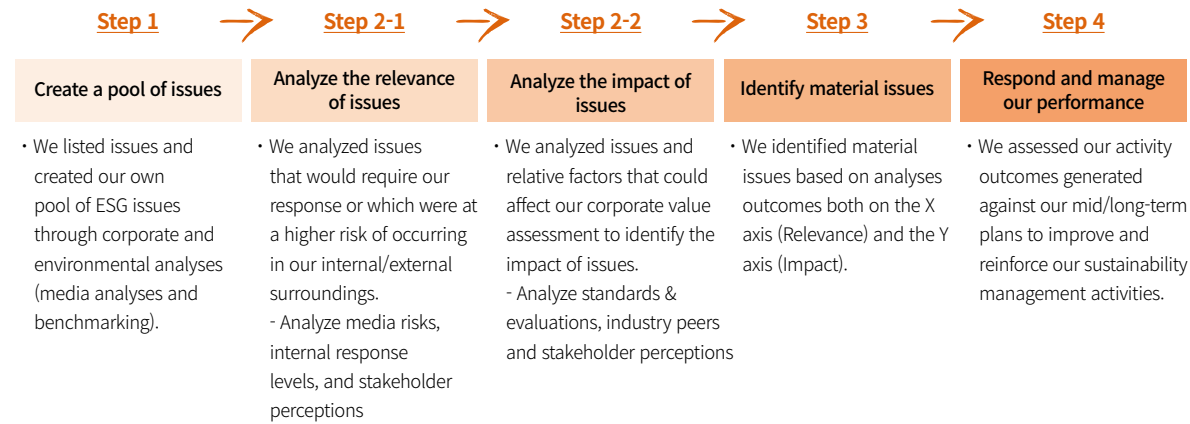 Step 1
Step 2-1
Step 2-2
Step 3
Step 4
Create a pool of issues
Analyze the relevance
of issues
Analyze the impact of
issues
Identify material issues
Respond and manage
our performance
・We listed issues and
created our own
pool of ESG issues
through corporate and
environmental analyses
(media analyses and
benchmarking).
・We analyzed issues
that would require our
response or which were at
a higher risk of occurring
in our internal/external
surroundings.
- Analyze media risks,
internal response
levels, and stakeholder
perceptions
・We analyzed issues and
relative factors that could
affect our corporate value
assessment to identify the
impact of issues.
- Analyze standards &
evaluations, industry peers
and stakeholder perceptions
・We identified material
issues based on analyses
outcomes both on the X
axis (Relevance) and the Y
axis (Impact).
・We assessed our activity
outcomes generated
against our mid/long-term
plans to improve and
reinforce our sustainability
management activities.